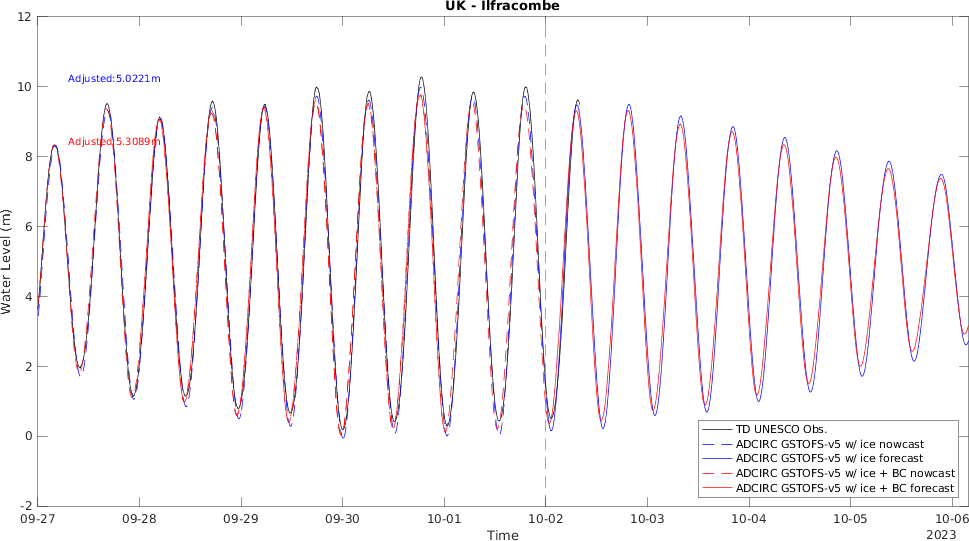 UK - Ilfracombe
12
10
8
6
4
2
0
-2
Water Level (m)
Adjusted:5.0221m
Adjusted:5.3089m
TD UNESCO Obs.
ADCIRC GSTOFS-v5 w/ ice nowcast
ADCIRC GSTOFS-v5 w/ ice forecast
ADCIRC GSTOFS-v5 w/ ice + BC nowcast
ADCIRC GSTOFS-v5 w/ ice + BC forecast
09-27 09-28 09-29 09-30 10-01 10-02 10-03 10-04 10-05 10-06
Time
2023